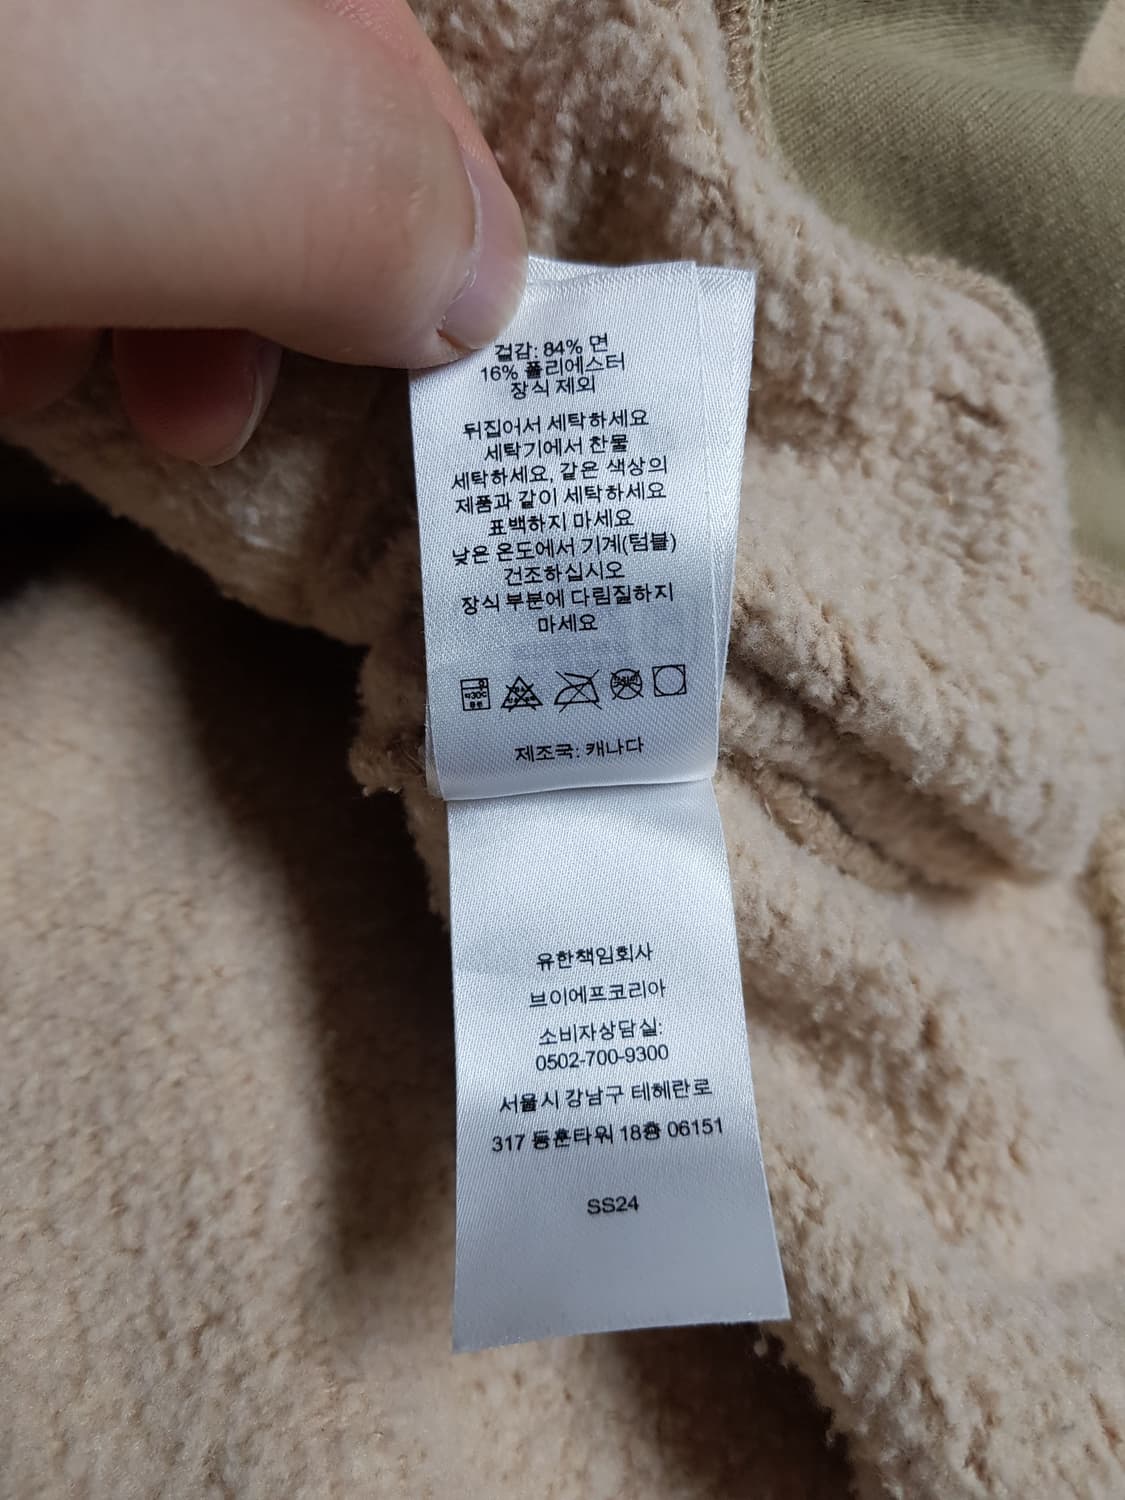 겉감: 84% 면
16% 폴리에스터
장식 제외
뒤집어서 세탁하세요
세탁기에서 찬물
세탁하세요, 같은 색상의
제품과 같이 세탁하세요
표백하지 마세요
낮은 온도에서 기계(텀블)
건조하십시오
장식 부분에 다림질하지
마세요
약30℃
제조국: 캐나다
유한책임회사
브이에프코리아
소비자상담실:
0502-700-9300
서울시 강남구 테헤란로
317 동훈타워 18층 06151
SS24